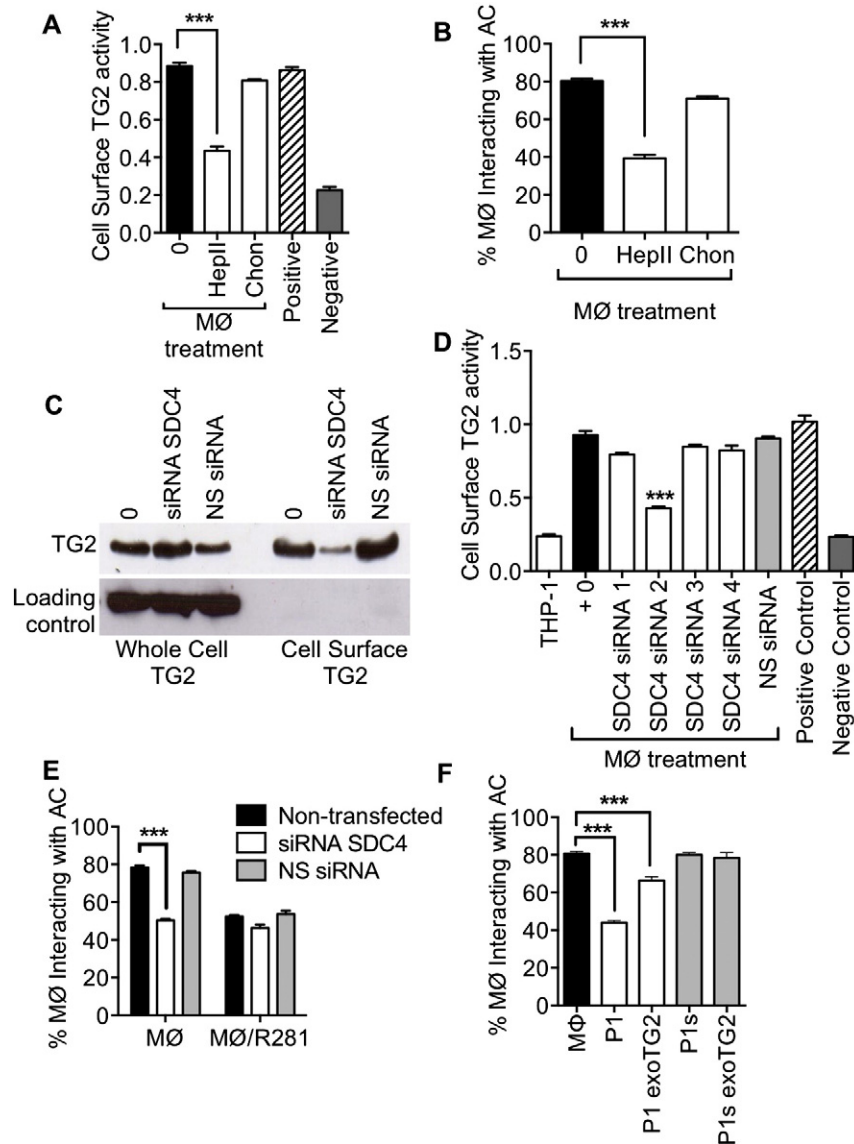 A
***
Cell Surface TG2 activity
1.0
0.8
0.6
0.4
0.2
0.0
0
HepII
Chon
Positive
Negative
MØ
treatment
B
***
% MØ Interacting with AC
100
80
60
40
20
0
0
HepII
Chon
MØ treatment
C
0
siRNA SDC4
NS siRNA
0
siRNA SDC4
NS siRNA
TG2
Loading
control
Whole Cell
TG2
Cell Surface
TG2
D
Cell Surface TG2 activity
1.5
1.0
0.5
0.0
***
THP-1
+ 0
SDC4 siRNA 1
SDC4 siRNA 2
SDC4 siRNA 3
SDC4 siRNA 4
NS siRNA
Positive Control
Negative Control
MØ treatment
E
% MØ Interacting with AC
100
80
60
40
20
0
***
Non-transfected
siRNA SDC4
NS siRNA
MØ
MØ/R281
F
% MØ Interacting with AC
100
80
60
40
20
0
***
***
MΦ
P1
P1 exoTG2
P1s
P1s exoTG2